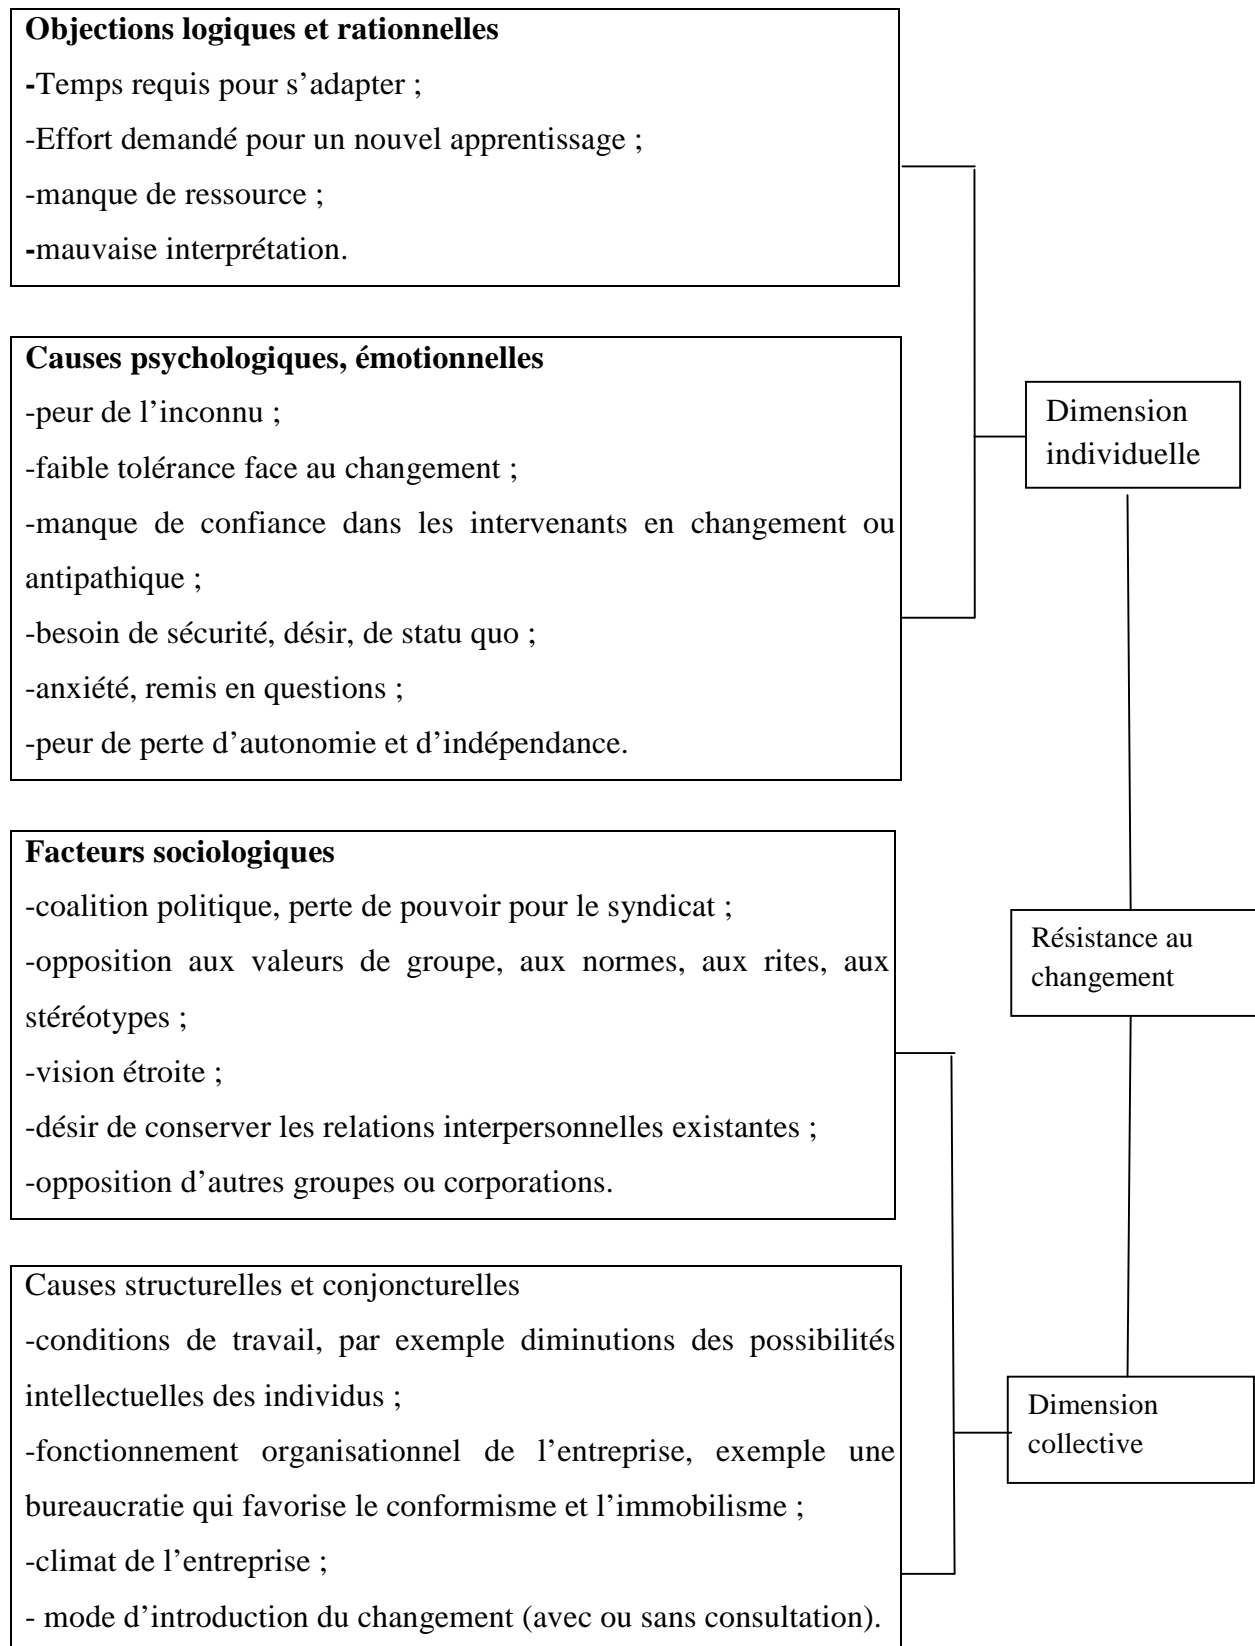 Objections logiques et rationnelles
-Temps requis pour s’adapter ;
-Effort demandé pour un nouvel apprentissage ;
-manque de ressource ;
-mauvaise interprétation.
Causes psychologiques, émotionnelles
-peur de l’inconnu ;
-faible tolérance face au changement ;
-manque de confiance dans les intervenants en changement ou
antipathique ;
-besoin de sécurité, désir, de statu quo ;
-anxiété, remis en questions ;
-peur de perte d’autonomie et d’indépendance.
Dimension
individuelle
Facteurs sociologiques
-coalition politique, perte de pouvoir pour le syndicat ;
-opposition aux valeurs de groupe, aux normes, aux rites, aux
stéréotypes ;
-vision étroite ;
-désir de conserver les relations interpersonnelles existantes ;
-opposition d’autres groupes ou corporations.
Résistance au
changement
Causes structurelles et conjoncturelles
-conditions de travail, par exemple diminutions des possibilités
intellectuelles des individus ;
-fonctionnement organisationnel de l’entreprise, exemple une
bureaucratie qui favorise le conformisme et l’immobilisme ;
-climat de l’entreprise ;
- mode d’introduction du changement (avec ou sans consultation).
Dimension
collective